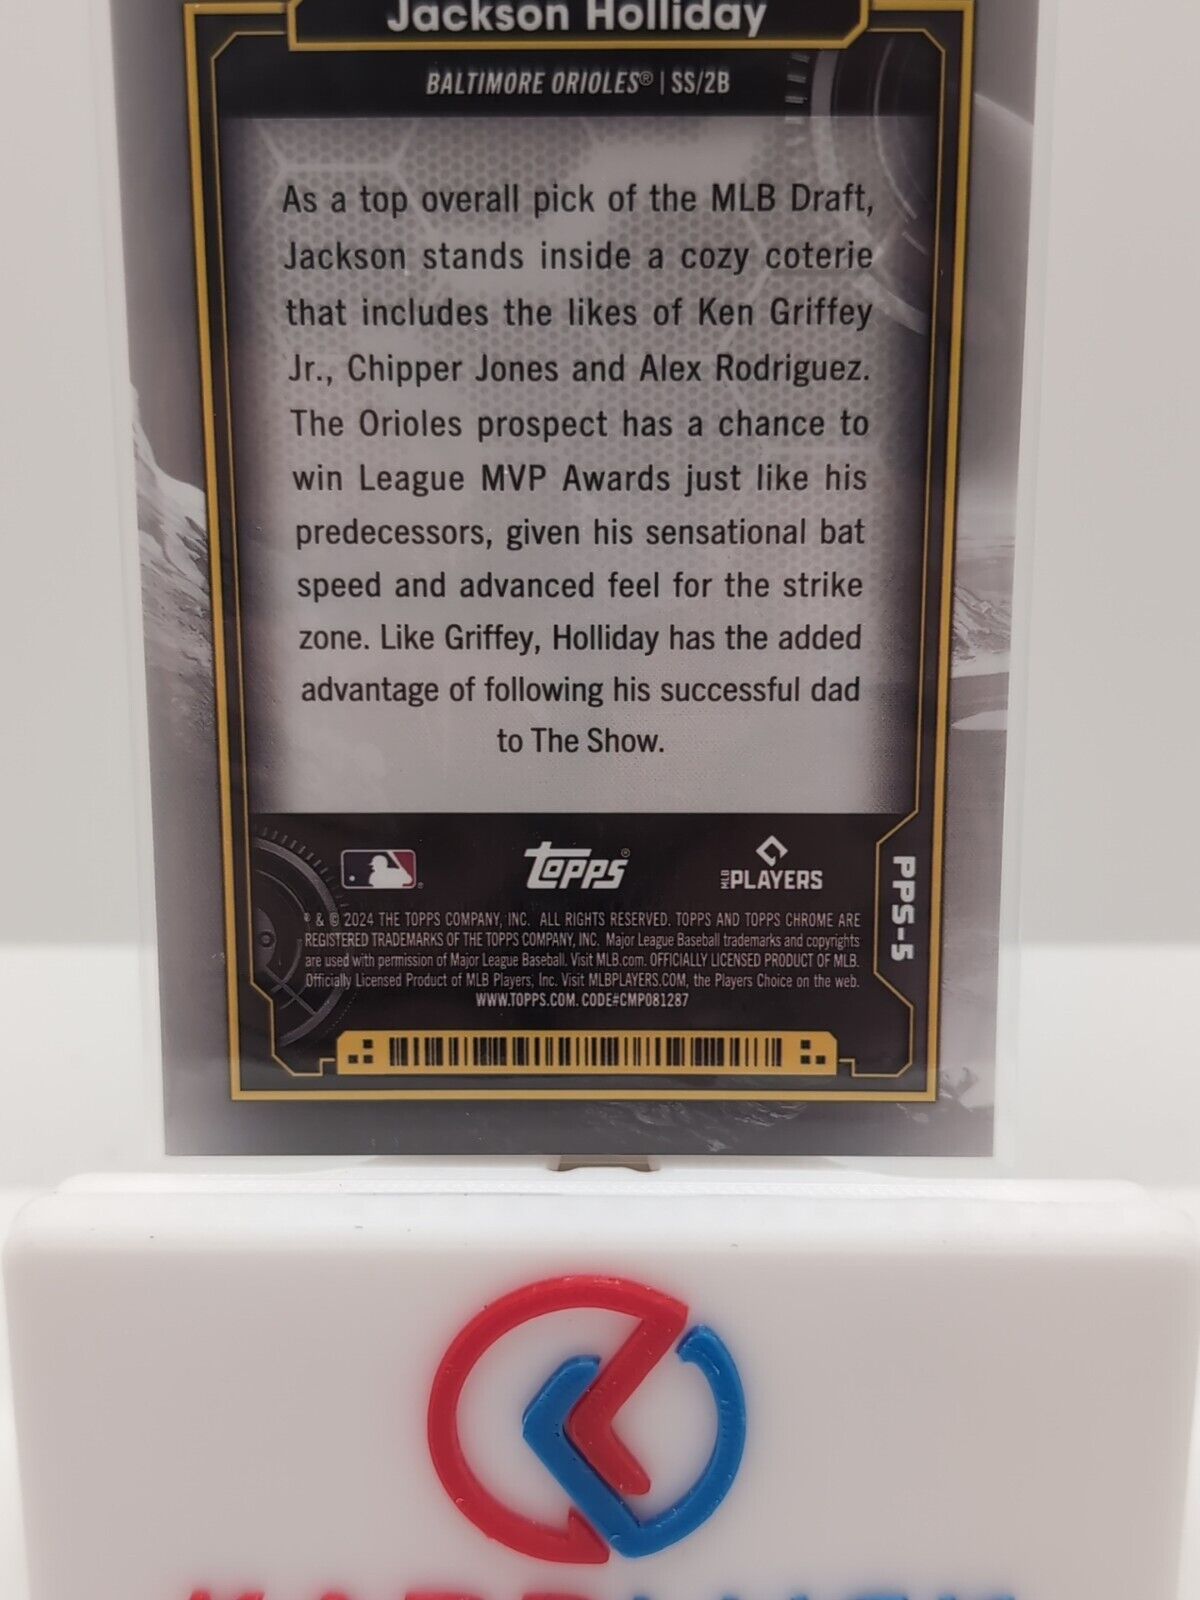 Jackson Holliday
BALTIMORE ORIOLES® | SS/2B
As a top overall pick of the MLB Draft,
Jackson stands inside a cozy coterie
that includes the likes of Ken Griffey
Jr., Chipper Jones and Alex Rodriguez.
The Orioles prospect has a chance to
win League MVP Awards just like his
predecessors, given his sensational bat
speed and advanced feel for the strike
zone. Like Griffey, Holliday has the added
advantage of following his successful dad
to The Show.
TOPPS®
MLB PLAYERS
PPS-5
® & © 2024 THE TOPPS COMPANY, INC. ALL RIGHTS RESERVED. TOPPS AND TOPPS CHROME ARE
REGISTERED TRADEMARKS OF THE TOPPS COMPANY, INC. Major League Baseball trademarks and copyrights
are used with permission of Major League Baseball. Visit MLB.com. OFFICIALLY LICENSED PRODUCT OF MLB.
Officially Licensed Product of MLB Players, Inc. Visit MLBPLAYERS.COM, the Players Choice on the web.
WWW.TOPPS.COM. CODE#CMP081287